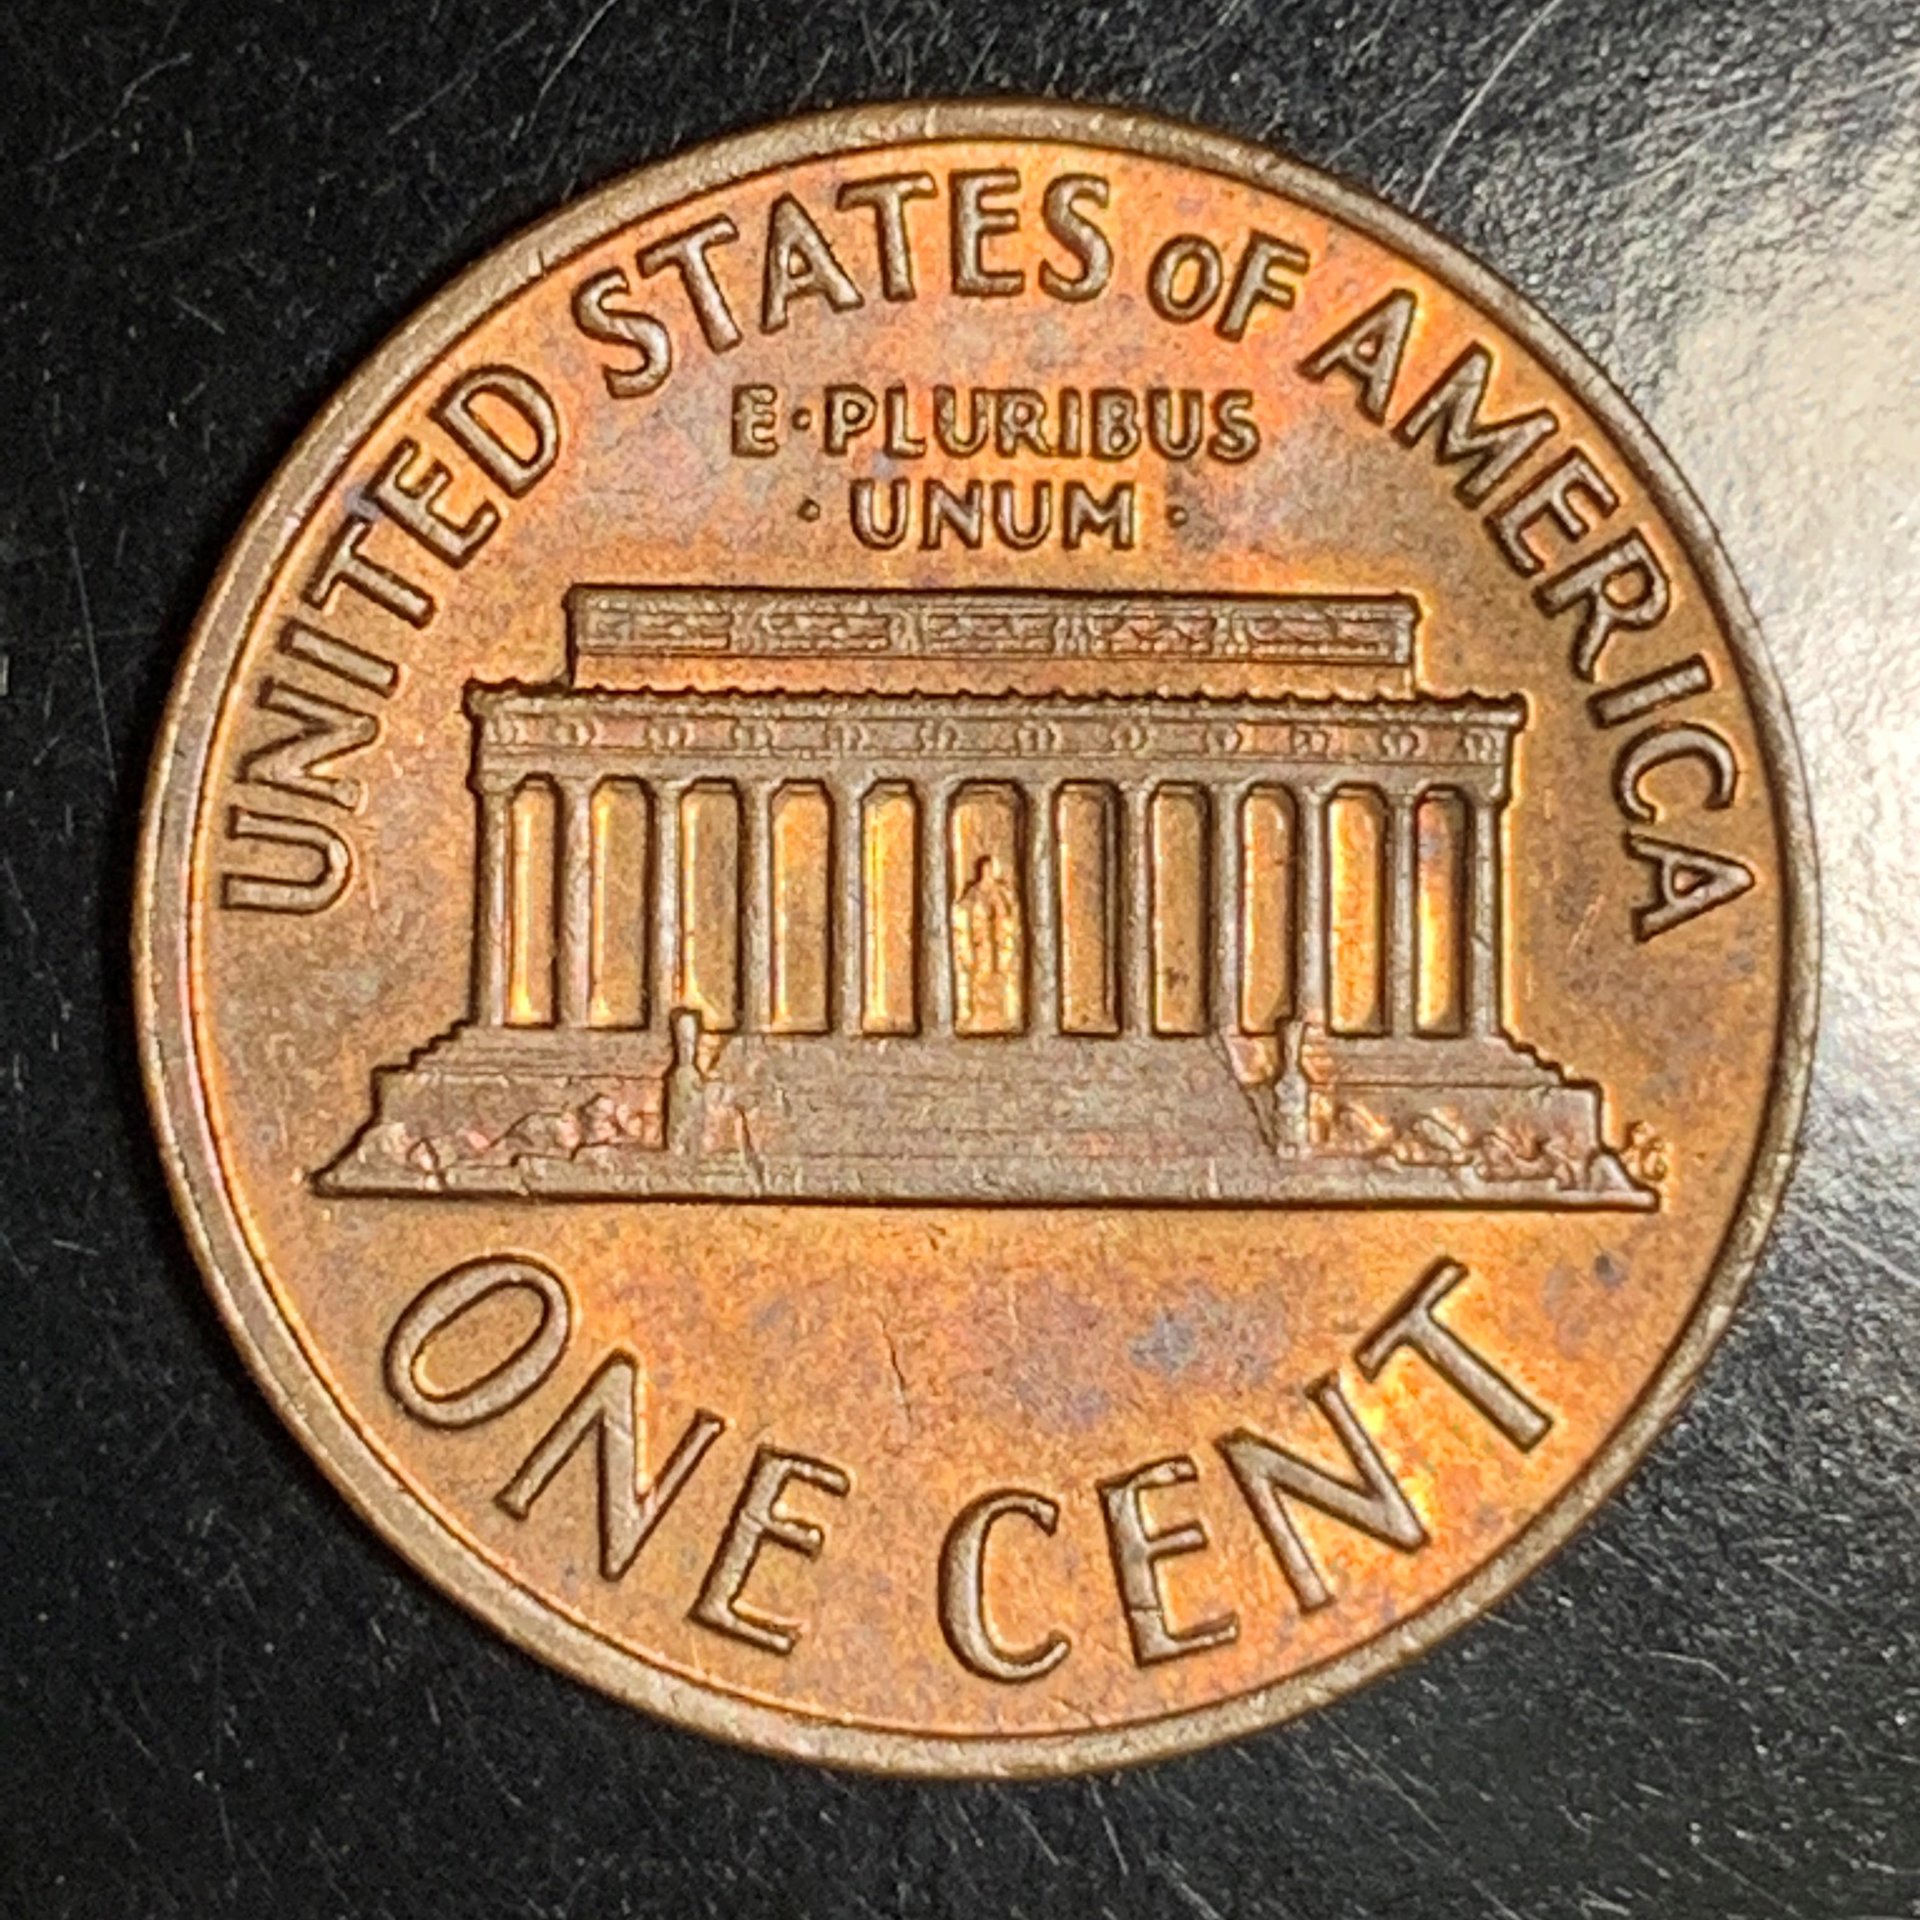 UNITED STATES OF AMERICA
E·PLURIBUS
· UNUM ·
ONE CENT